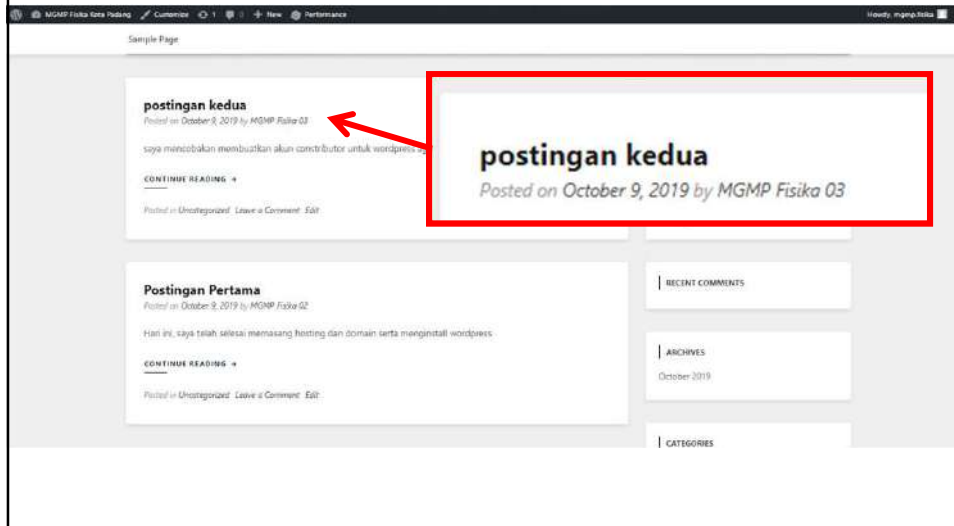 MGMP Fisika Kota Padang Customize 1 New Performance Howdy, mgmp.fisika
Sample Page
postingan kedua
Posted on October 9, 2019 by MGMP Fisika 03
saya mencobakan membuatkan akun constributor untuk wordpress
CONTINUE READING →
Posted in Uncategorized Leave a Comment Edit
postingan kedua
Posted on October 9, 2019 by MGMP Fisika 03
Postingan Pertama
Posted on October 9, 2019 by MGMP Fisika 02
Hari ini, saya telah selesai memasang hosting dan domain serta menginstall wordpress
CONTINUE READING →
Posted in Uncategorized Leave a Comment Edit
RECENT COMMENTS
ARCHIVES
October 2019
CATEGORIES